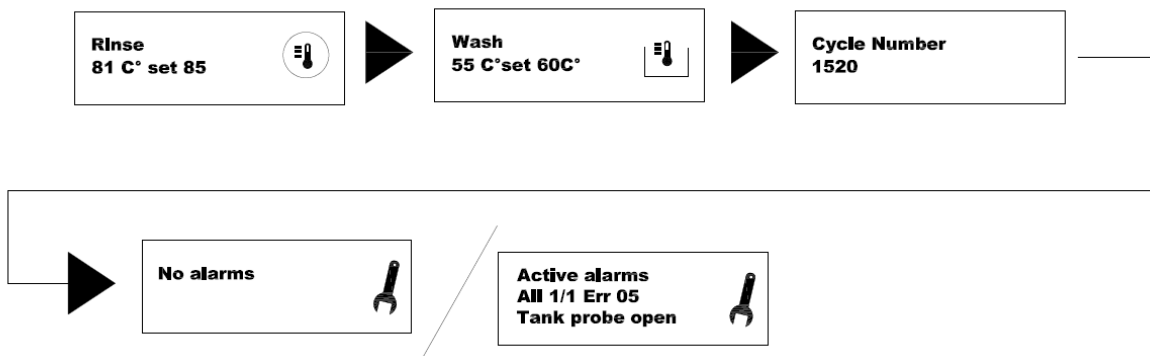 RInse
81 C° set 85
Wash
55 C°set 60C°
Cycle Number
1520
No alarms
Active alarms
All 1/1 Err 05
Tank probe open